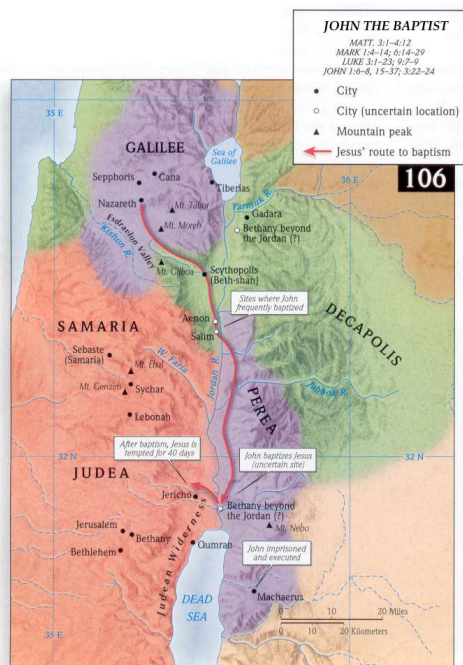 JOHN THE BAPTIST
MATT. 3:1–4:12
MARK 1:4–14; 6:14–29
LUKE 3:1–23; 9:7–9
JOHN 1:6–8, 15–37; 3:22–24
City
City (uncertain location)
Mountain peak
Jesus' route to baptism
106
35 E
36 E
GALILEE
Sea of
Galilee
Sepphoris
Cana
Tiberias
Nazareth
Mt. Tabor
Yarmuk R.
Gadara
Mt. Moreh
Bethany beyond
the Jordan (?)
Esdraelon Valley
Kishon R.
Mt. Gilboa
Scythopolis
(Beth-shan)
Sites where John
frequently baptized
Aenon
Salim
DECAPOLIS
SAMARIA
Sebaste
(Samaria)
Mt. Ebal
W. Faria
Jordan R.
Mt. Gerizim
Sychar
PEREA
Jabbok R.
Lebonah
After baptism, Jesus is
tempted for 40 days
John baptizes Jesus
(uncertain site)
32 N
32 N
JUDEA
Jericho
Bethany beyond
the Jordan (?)
Mt. Nebo
Jerusalem
Bethany
Bethlehem
Judean Wilderness
Qumran
John imprisoned
and executed
DEAD
SEA
Machaerus
0 10 20 Miles
0 10 20 Kilometers
35 E